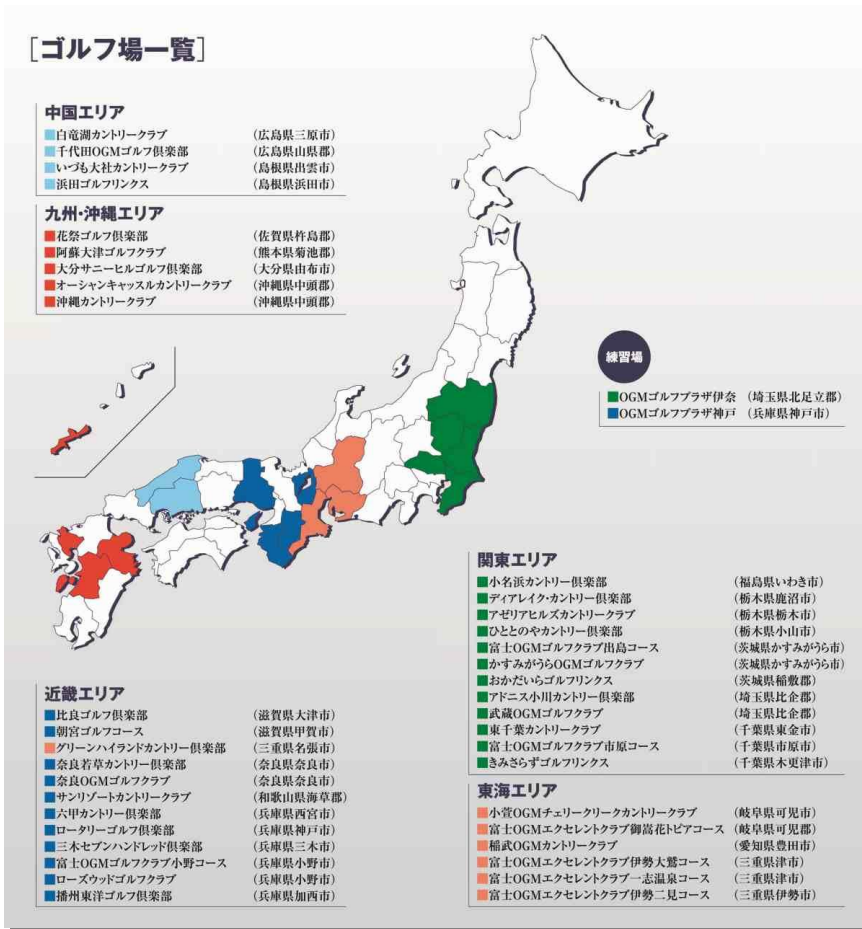 [ゴルフ場一覧]
中国エリア
■白竜湖カントリークラブ (広島県三原市)
■千代田OGMゴルフ倶楽部 (広島県山県郡)
■いづも大社カントリークラブ (島根県出雲市)
■浜田ゴルフリンクス (島根県浜田市)
九州・沖縄エリア
■花祭ゴルフ倶楽部 (佐賀県杵島郡)
■阿蘇大津ゴルフクラブ (熊本県菊池郡)
■大分サニーヒルゴルフ倶楽部 (大分県由布市)
■オーシャンキャッスルカントリークラブ (沖縄県中頭郡)
■沖縄カントリークラブ (沖縄県中頭郡)
練習場
■OGMゴルフプラザ伊奈 (埼玉県北足立郡)
■OGMゴルフプラザ神戸 (兵庫県神戸市)
関東エリア
■小名浜カントリー倶楽部 (福島県いわき市)
■ディアレイク・カントリー倶楽部 (栃木県鹿沼市)
■アゼリアヒルズカントリークラブ (栃木県栃木市)
■ひととのやカントリー倶楽部 (栃木県小山市)
■富士OGMゴルフクラブ出島コース (茨城県かすみがうら市)
■かすみがうらOGMゴルフクラブ (茨城県かすみがうら市)
■おかだいらゴルフリンクス (茨城県稲敷郡)
■アドニス小川カントリー倶楽部 (埼玉県比企郡)
■武蔵OGMゴルフクラブ (埼玉県比企郡)
■東千葉カントリークラブ (千葉県東金市)
■富士OGMゴルフクラブ市原コース (千葉県市原市)
■きみさらずゴルフリンクス (千葉県木更津市)
近畿エリア
■比良ゴルフ倶楽部 (滋賀県大津市)
■朝宮ゴルフコース (滋賀県甲賀市)
■グリーンハイランドカントリー倶楽部 (三重県名張市)
■奈良若草カントリー倶楽部 (奈良県奈良市)
■奈良OGMゴルフクラブ (奈良県奈良市)
■サンリゾートカントリークラブ (和歌山県海草郡)
■六甲カントリー倶楽部 (兵庫県西宮市)
■ロータリーゴルフ倶楽部 (兵庫県神戸市)
■三木セブンハンドレッド倶楽部 (兵庫県三木市)
■富士OGMゴルフクラブ小野コース (兵庫県小野市)
■ローズウッドゴルフクラブ (兵庫県小野市)
■播州東洋ゴルフ倶楽部 (兵庫県加西市)
東海エリア
■小萱OGMチェリークリークカントリークラブ (岐阜県可児市)
■富士OGMエクセレントクラブ御嵩花トピアコース (岐阜県可児郡)
■稲武OGMカントリークラブ (愛知県豊田市)
■富士OGMエクセレントクラブ伊勢大鷲コース (三重県津市)
■富士OGMエクセレントクラブ一志温泉コース (三重県津市)
■富士OGMエクセレントクラブ伊勢二見コース (三重県伊勢市)